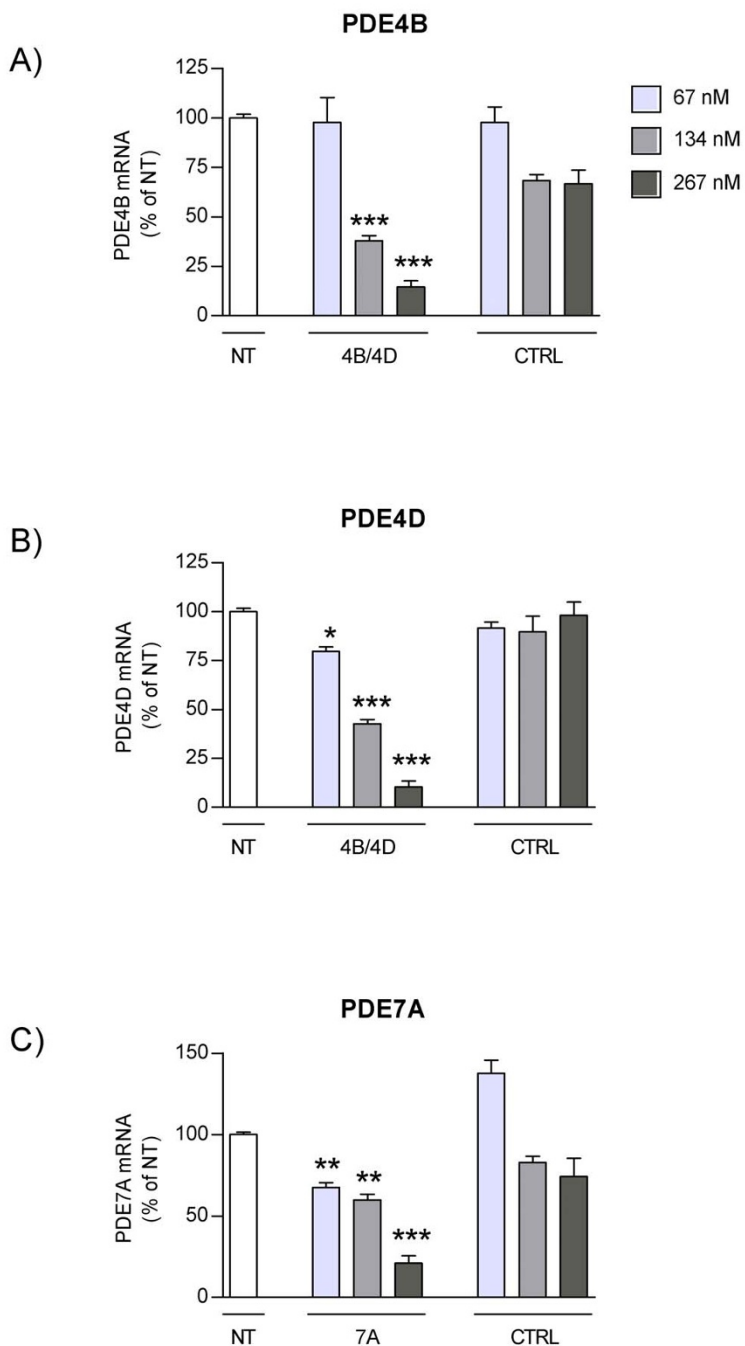 PDE4B
A)
PDE4B mRNA
(% of NT)
125
100
75
50
25
0
***
***
NT
4B/4D
CTRL
67 nM
134 nM
267 nM
PDE4D
B)
PDE4D mRNA
(% of NT)
125
100
75
50
25
0
*
***
***
NT
4B/4D
CTRL
PDE7A
C)
PDE7A mRNA
(% of NT)
150
100
50
0
**
**
***
NT
7A
CTRL